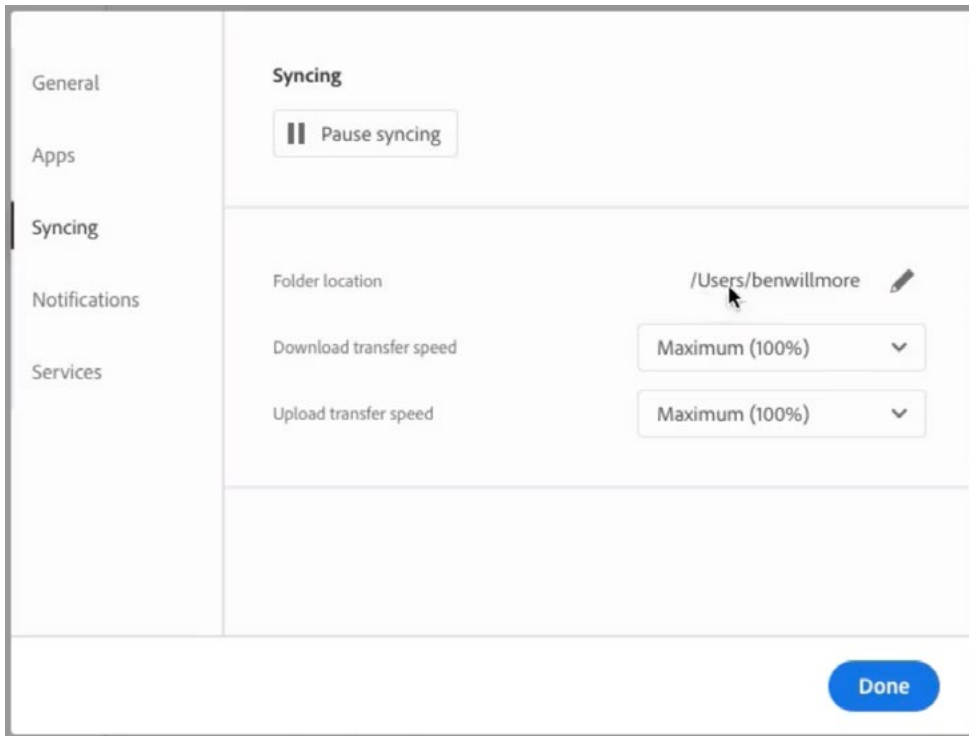 General
Apps
Syncing
Notifications
Services
Syncing
Pause syncing
Folder location
/Users/benwillmore
Download transfer speed
Maximum (100%)
Upload transfer speed
Maximum (100%)
Done